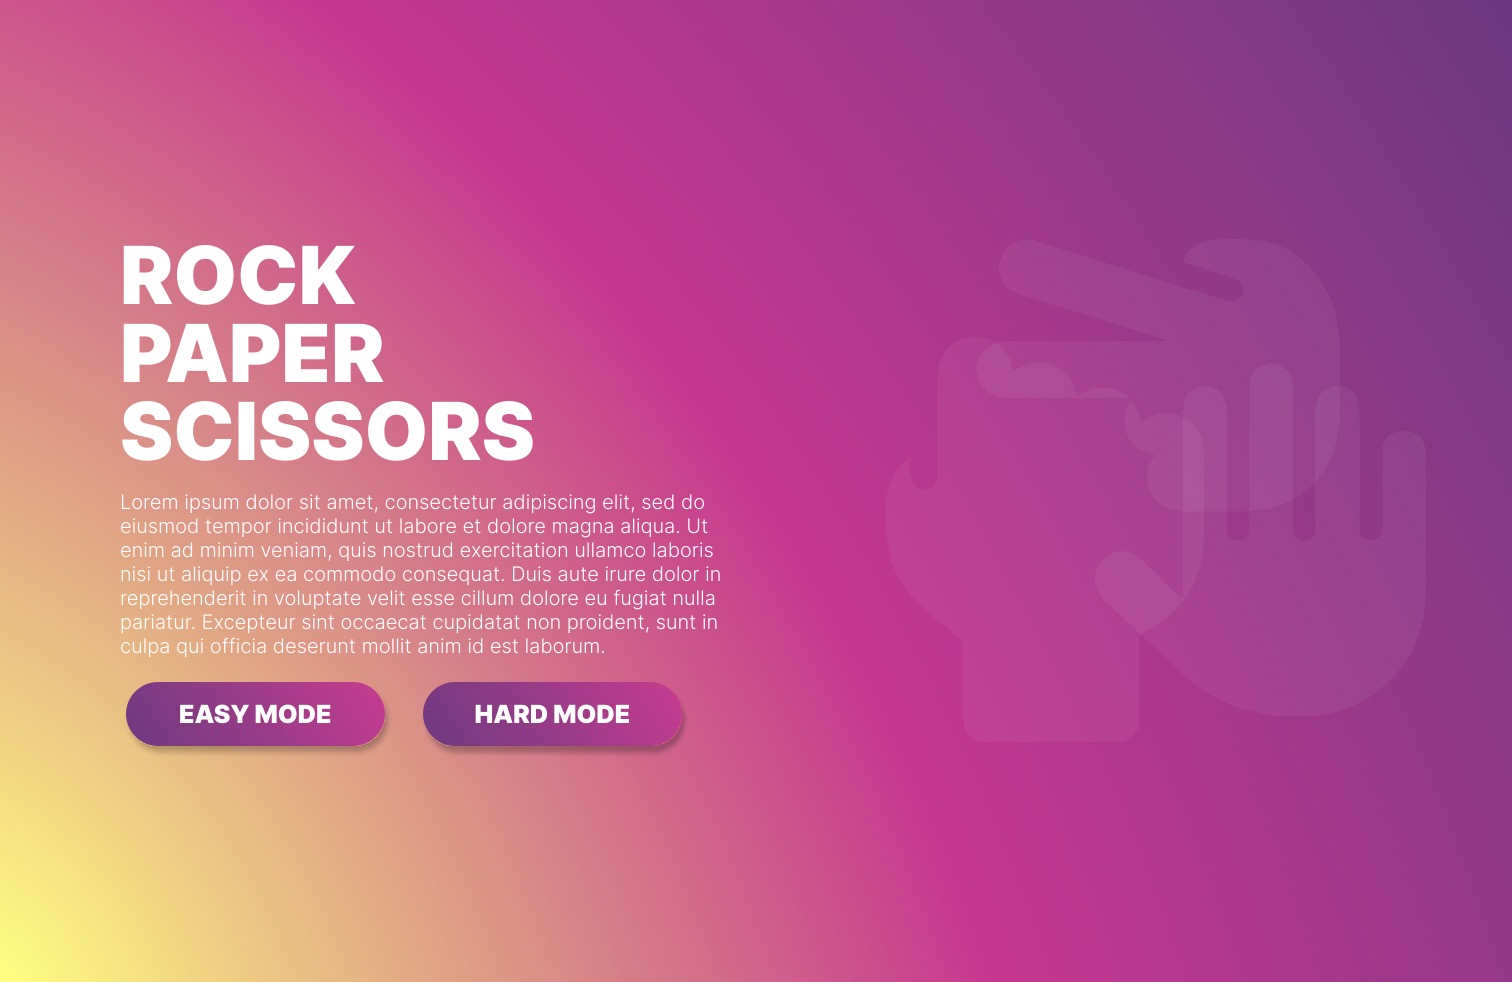 ROCK
PAPER
SCISSORS
Lorem ipsum dolor sit amet, consectetur adipiscing elit, sed do
eiusmod tempor incididunt ut labore et dolore magna aliqua. Ut
enim ad minim veniam, quis nostrud exercitation ullamco laboris
nisi ut aliquip ex ea commodo consequat. Duis aute irure dolor in
reprehenderit in voluptate velit esse cillum dolore eu fugiat nulla
pariatur. Excepteur sint occaecat cupidatat non proident, sunt in
culpa qui officia deserunt mollit anim id est laborum.
EASY MODE
HARD MODE